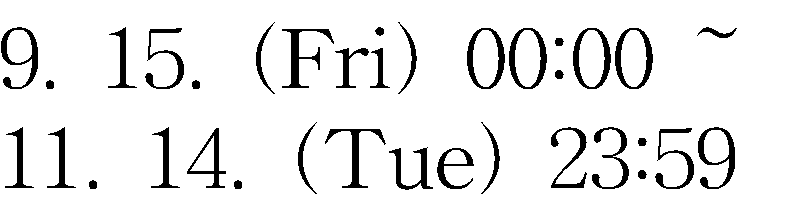 9. 15. (Fri) 00:00 ~
11. 14. (Tue) 23:59